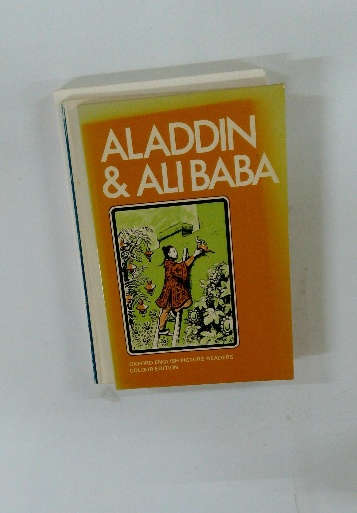 ALADDIN
& ALI BABA
OXFORD ENGLISH PICTURE READERS
COLOUR EDITION